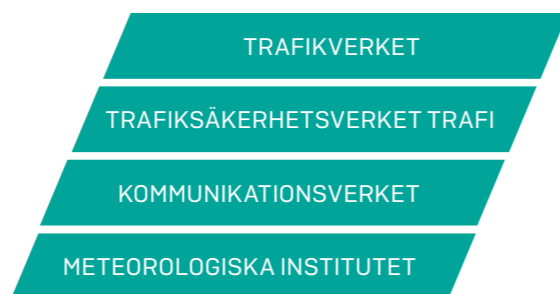 TRAFIKVERKET
TRAFIKSÄKERHETSVERKET TRAFI
KOMMUNIKATIONSVERKET
METEOROLOGISKA INSTITUTET